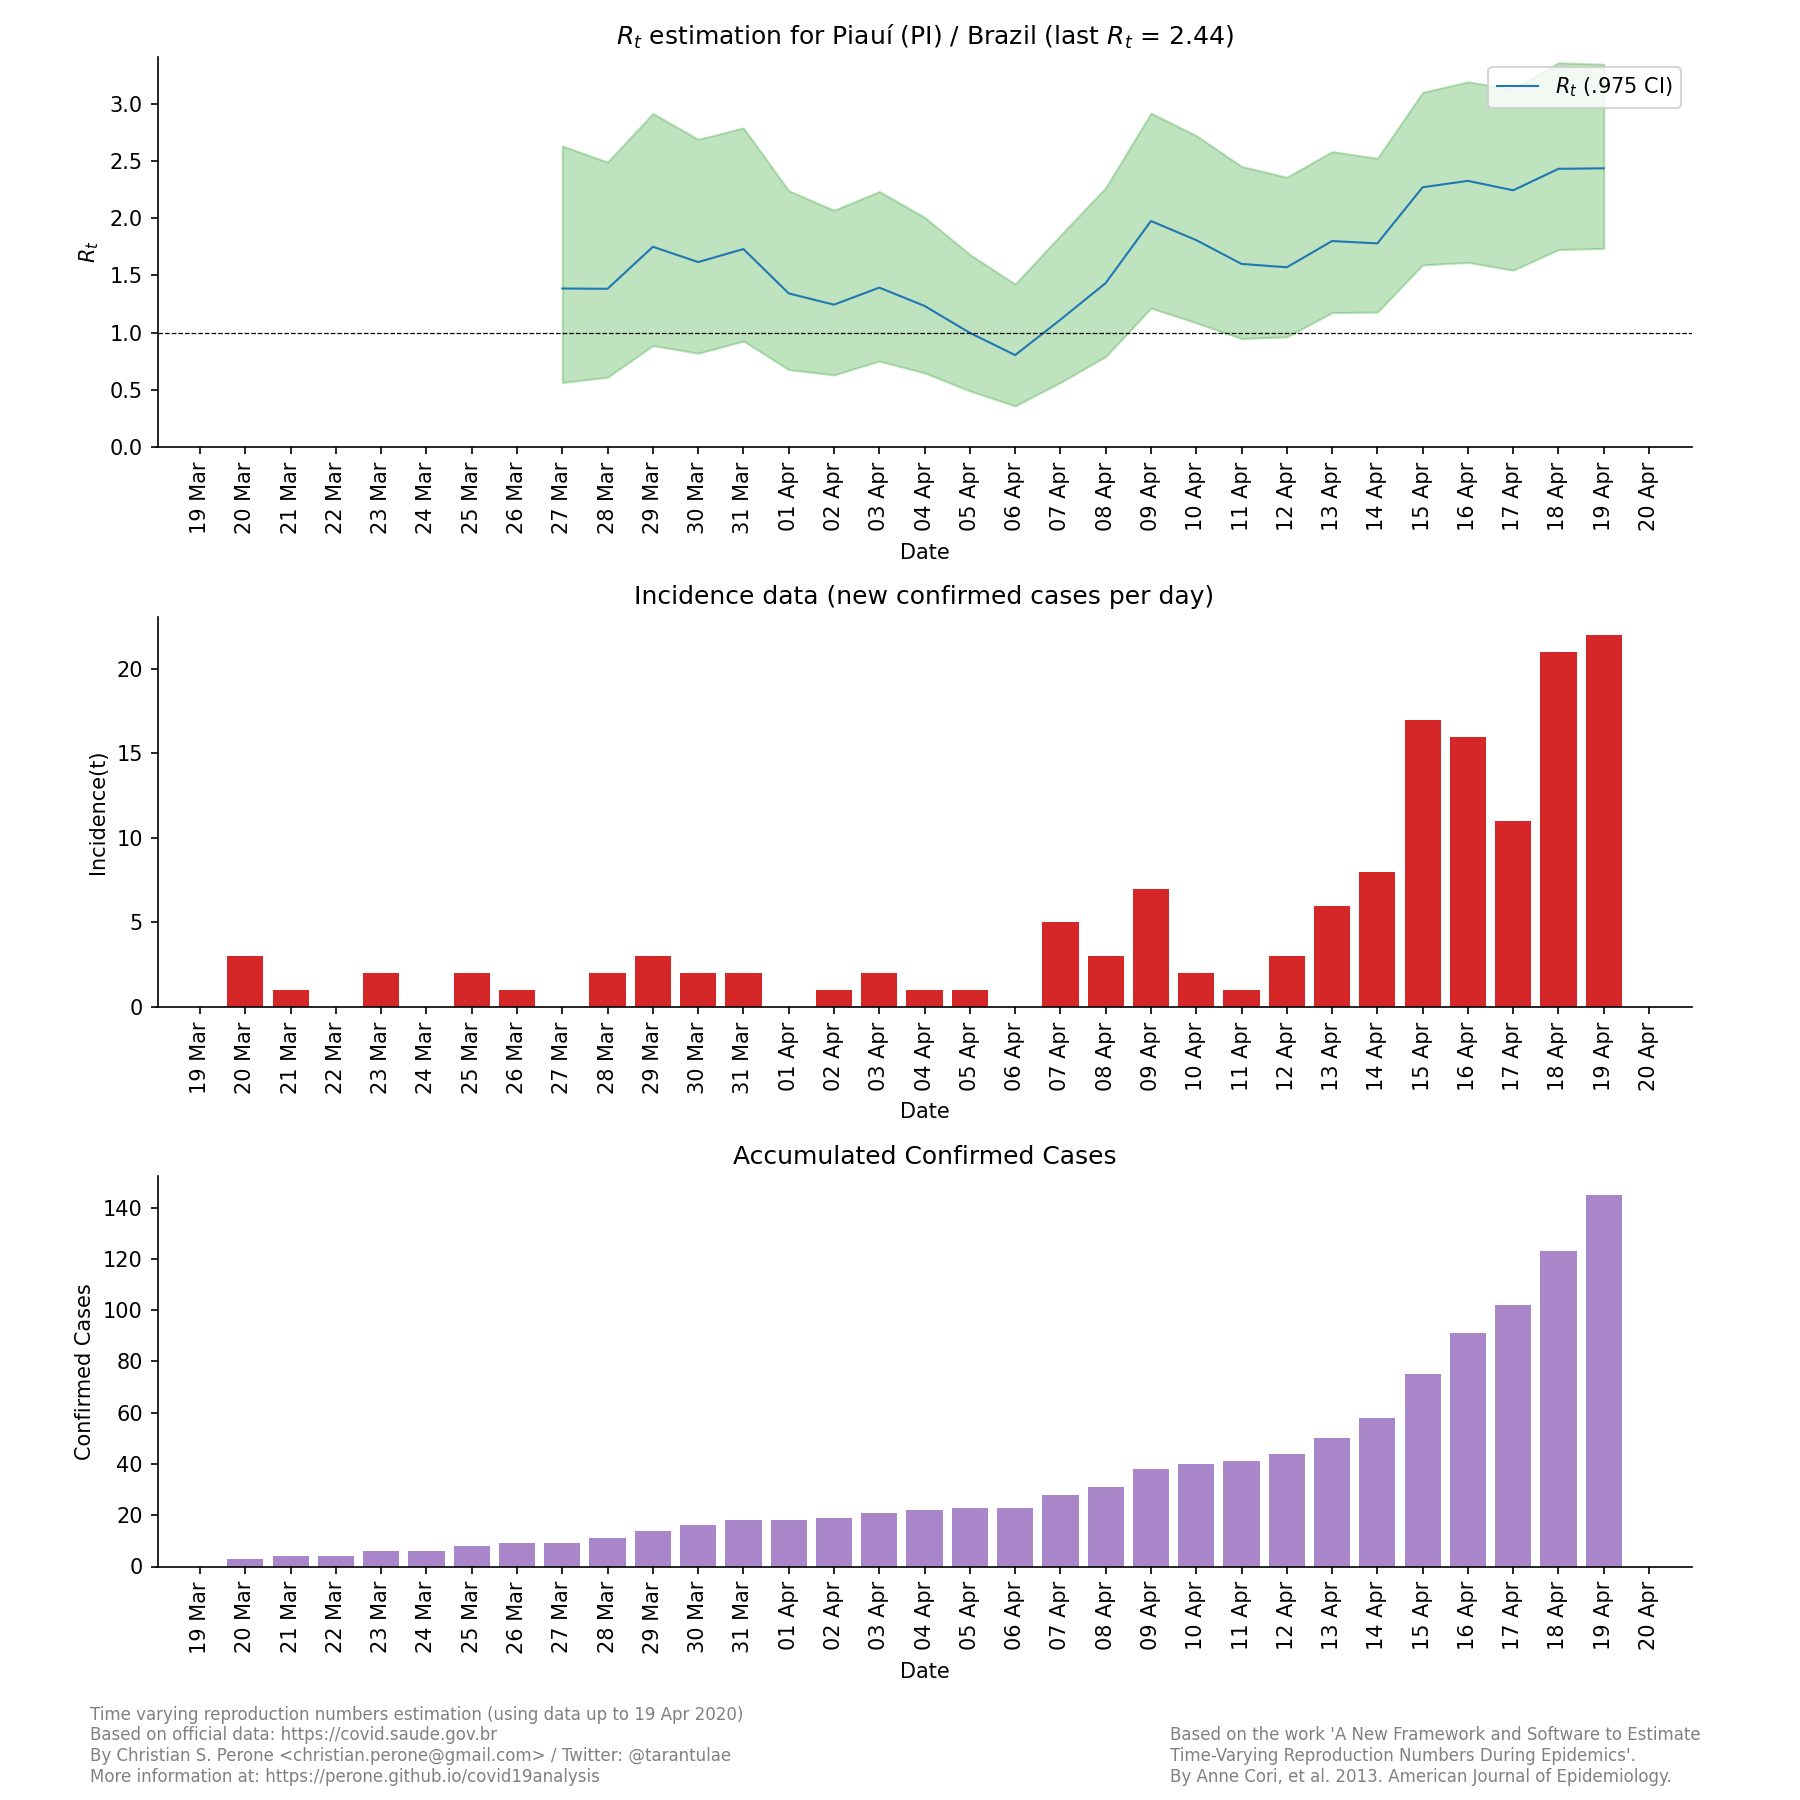 Rt estimation for Piauí (PI) / Brazil (last Rt = 2.44)
Rt (.975 CI)
Rt
3.0
2.5
2.0
1.5
1.0
0.5
0.0
19 Mar 20 Mar 21 Mar 22 Mar 23 Mar 24 Mar 25 Mar 26 Mar 27 Mar 28 Mar 29 Mar 30 Mar 31 Mar 01 Apr 02 Apr 03 Apr 04 Apr 05 Apr 06 Apr 07 Apr 08 Apr 09 Apr 10 Apr 11 Apr 12 Apr 13 Apr 14 Apr 15 Apr 16 Apr 17 Apr 18 Apr 19 Apr 20 Apr
Date
Incidence data (new confirmed cases per day)
Incidence(t)
20
15
10
5
0
19 Mar 20 Mar 21 Mar 22 Mar 23 Mar 24 Mar 25 Mar 26 Mar 27 Mar 28 Mar 29 Mar 30 Mar 31 Mar 01 Apr 02 Apr 03 Apr 04 Apr 05 Apr 06 Apr 07 Apr 08 Apr 09 Apr 10 Apr 11 Apr 12 Apr 13 Apr 14 Apr 15 Apr 16 Apr 17 Apr 18 Apr 19 Apr 20 Apr
Date
Accumulated Confirmed Cases
Confirmed Cases
140
120
100
80
60
40
20
0
19 Mar 20 Mar 21 Mar 22 Mar 23 Mar 24 Mar 25 Mar 26 Mar 27 Mar 28 Mar 29 Mar 30 Mar 31 Mar 01 Apr 02 Apr 03 Apr 04 Apr 05 Apr 06 Apr 07 Apr 08 Apr 09 Apr 10 Apr 11 Apr 12 Apr 13 Apr 14 Apr 15 Apr 16 Apr 17 Apr 18 Apr 19 Apr 20 Apr
Date
Time varying reproduction numbers estimation (using data up to 19 Apr 2020)
Based on official data: https://covid.saude.gov.br
By Christian S. Perone <christian.perone@gmail.com> / Twitter: @tarantulae
More information at: https://perone.github.io/covid19analysis
Based on the work 'A New Framework and Software to Estimate
Time-Varying Reproduction Numbers During Epidemics'.
By Anne Cori, et al. 2013. American Journal of Epidemiology.